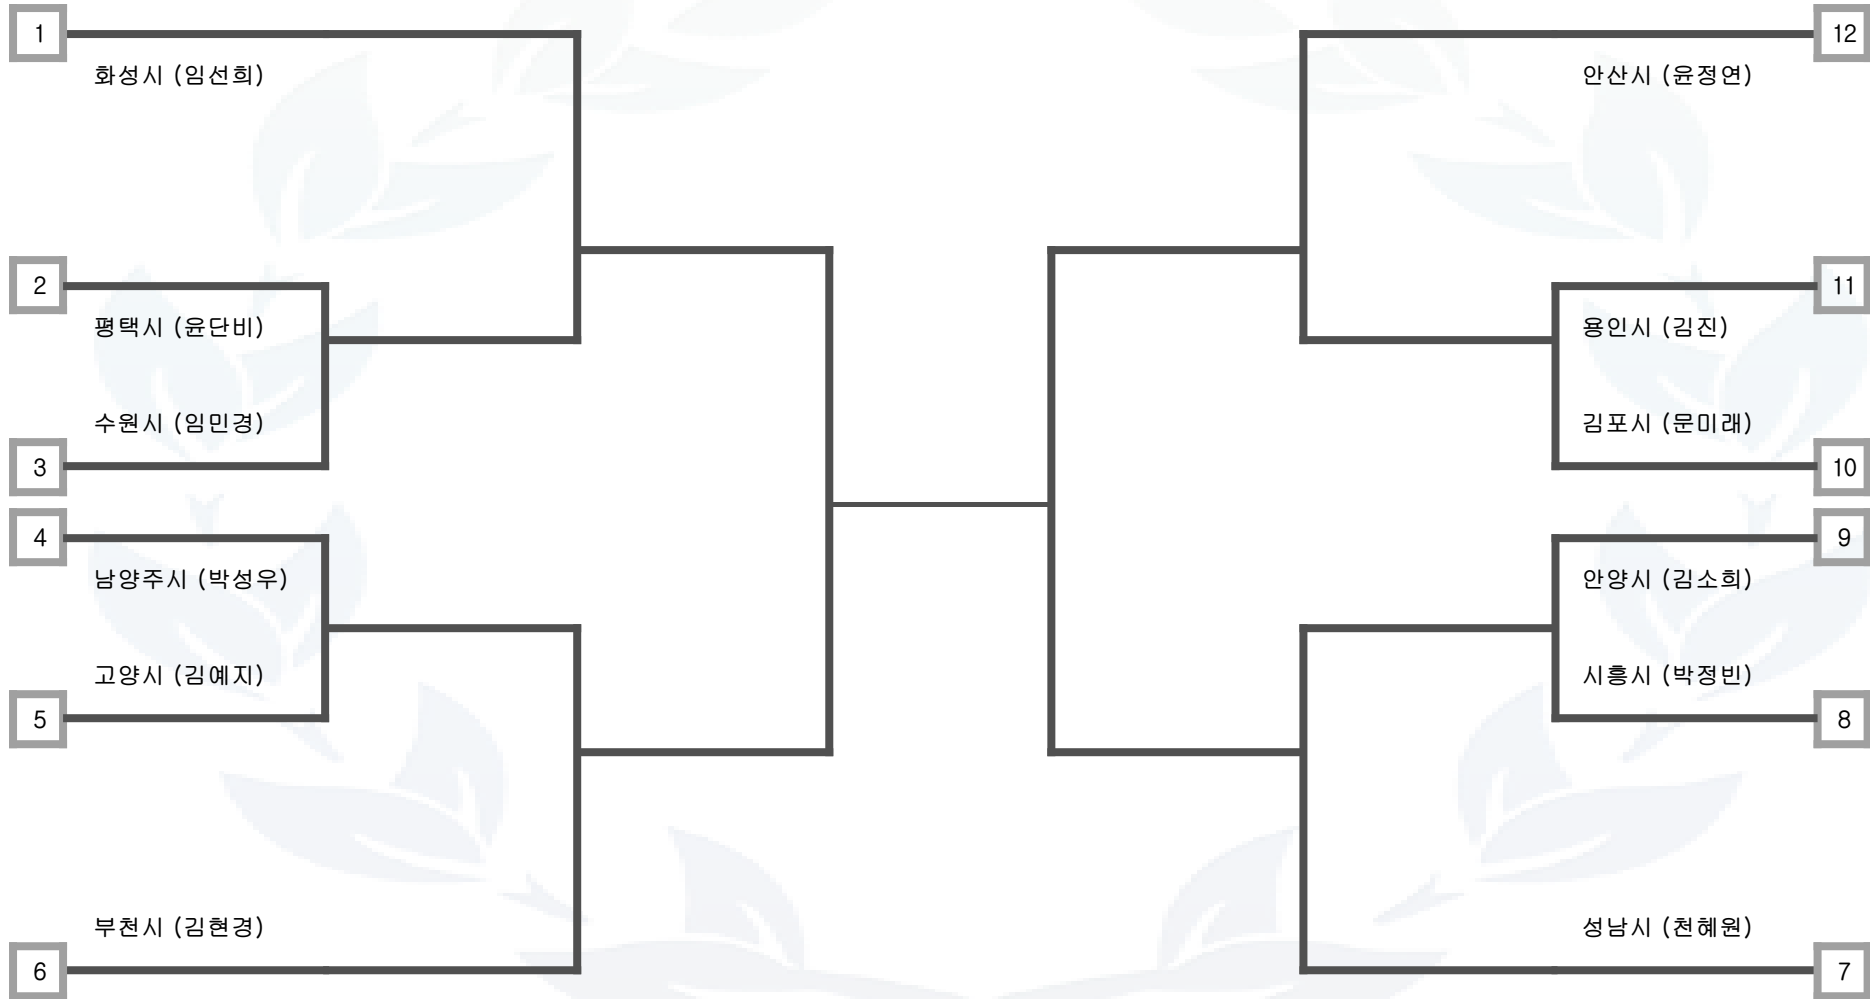 1
화성시 (임선희)
2
평택시 (윤단비)
수원시 (임민경)
3
4
남양주시 (박성우)
고양시 (김예지)
5
부천시 (김현경)
6
12
안산시 (윤정연)
11
용인시 (김진)
김포시 (문미래)
10
9
안양시 (김소희)
시흥시 (박정빈)
8
성남시 (천혜원)
7